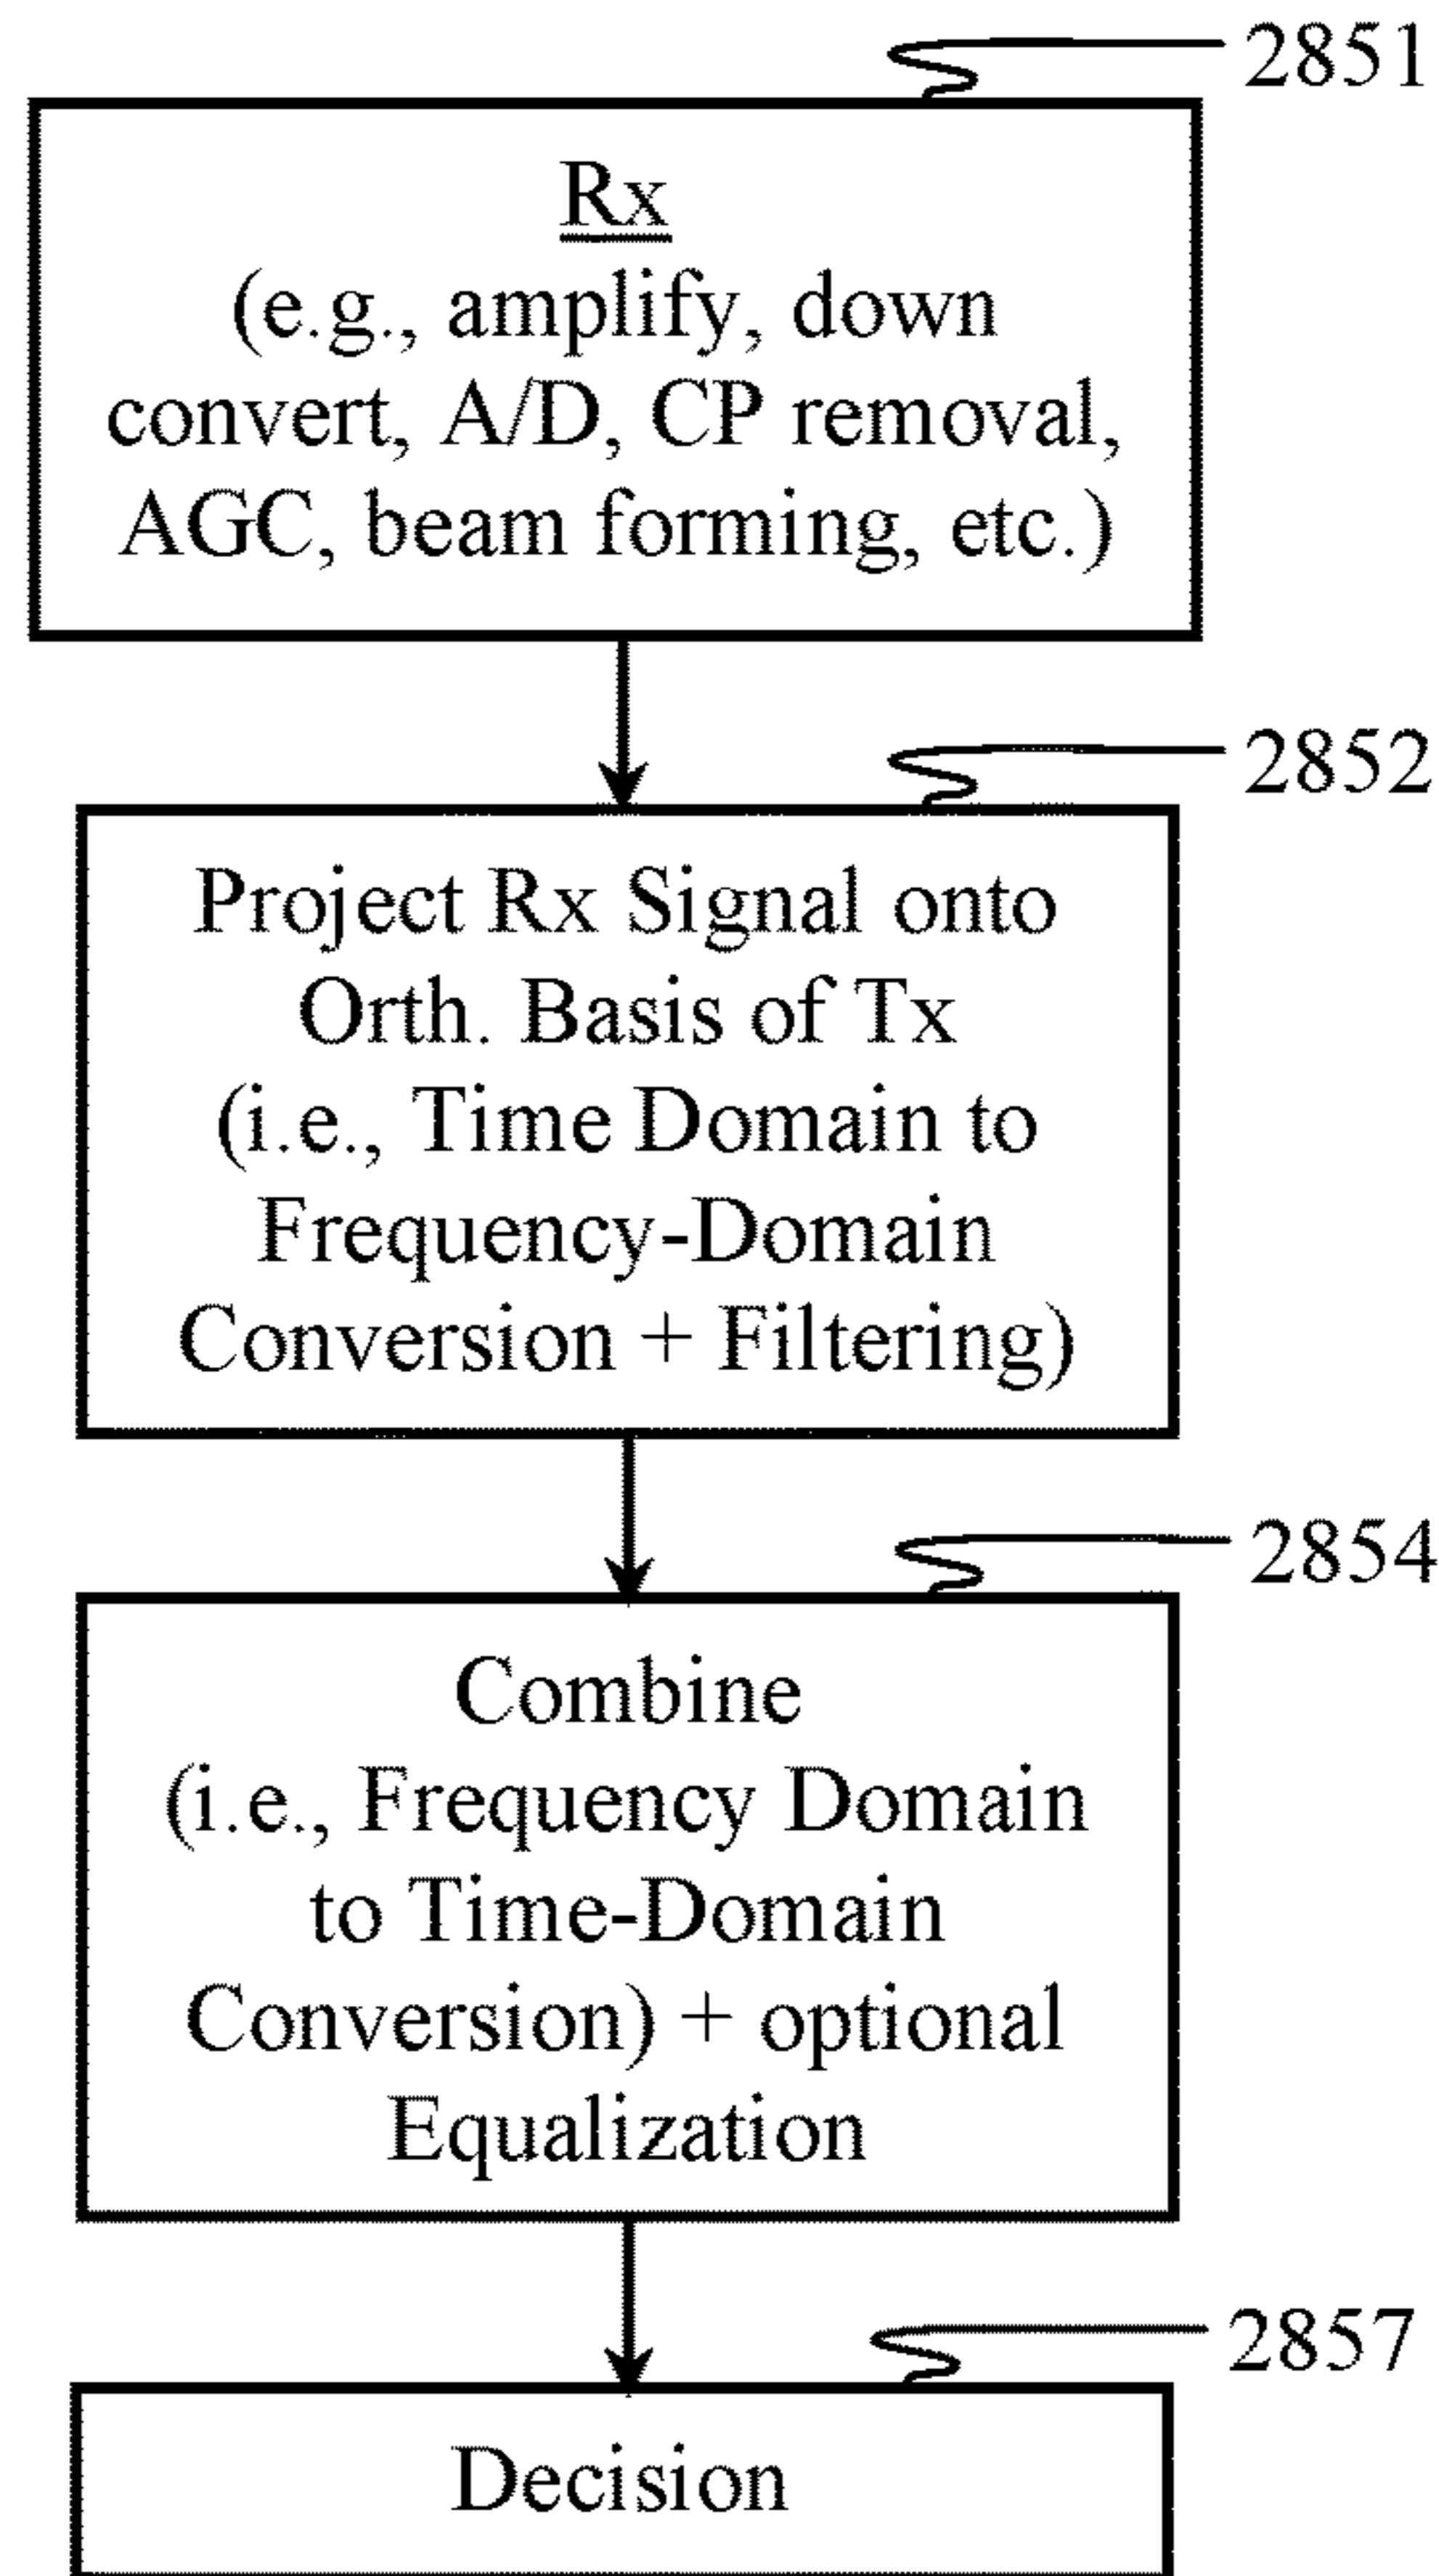 2851
Rx
(e.g., amplify, down
convert, A/D, CP removal,
AGC, beam forming, etc.)
2852
Project Rx Signal onto
Orth. Basis of Tx
(i.e., Time Domain to
Frequency-Domain
Conversion + Filtering)
2854
Combine
(i.e., Frequency Domain
to Time-Domain
Conversion) + optional
Equalization
2857
Decision